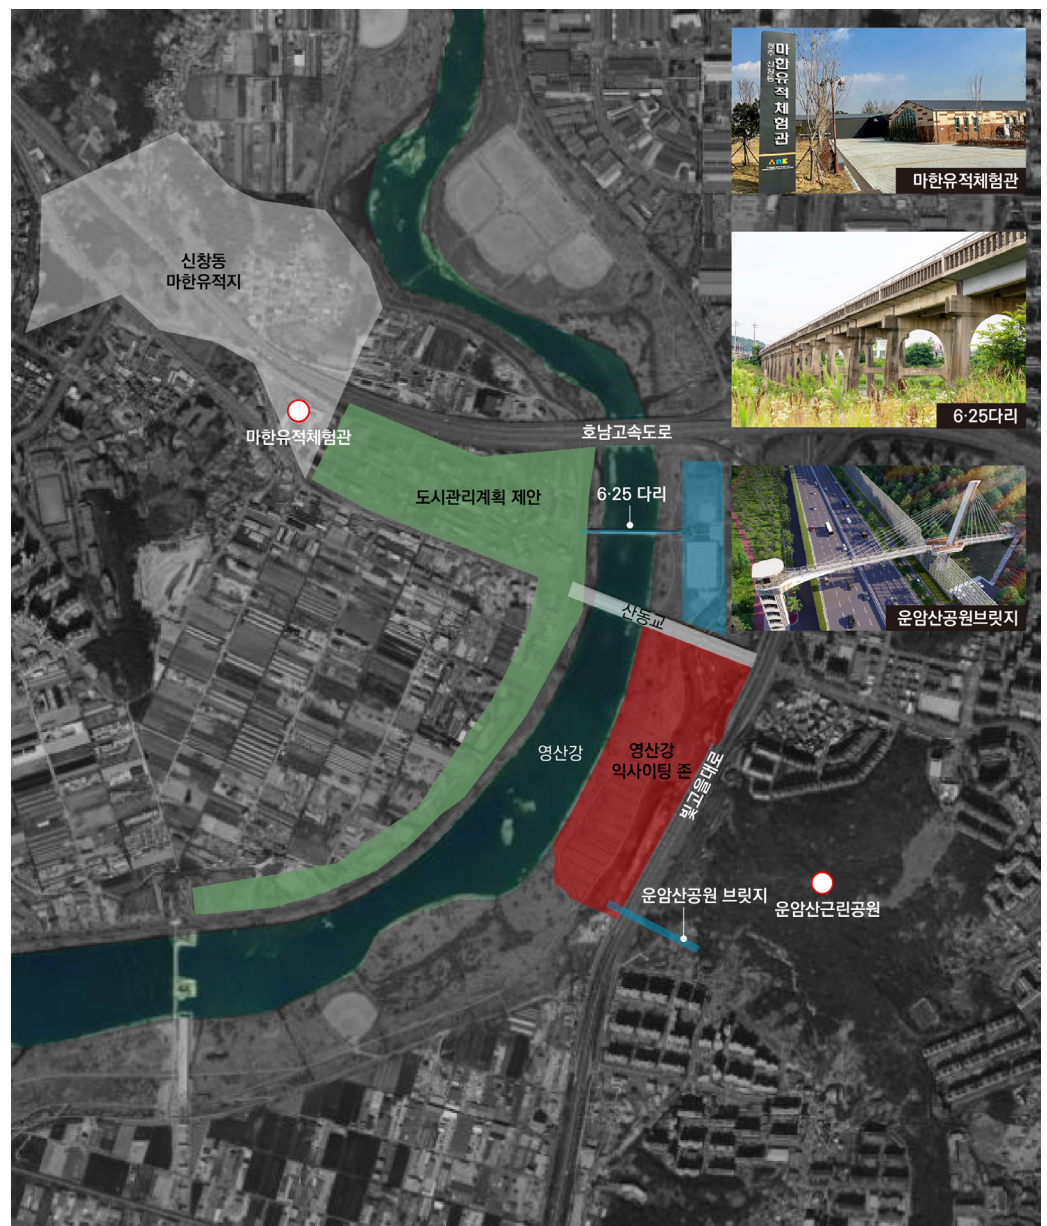 마한유적체험관
광주 신창동
마한유적체험관
6·25다리
운암산공원브릿지
신창동
마한유적지
마한유적체험관
호남고속도로
도시관리계획 제안
6·25 다리
산동교
영산강
영산강
익사이팅 존
빛고을대로
운암산공원 브릿지
운암산근린공원